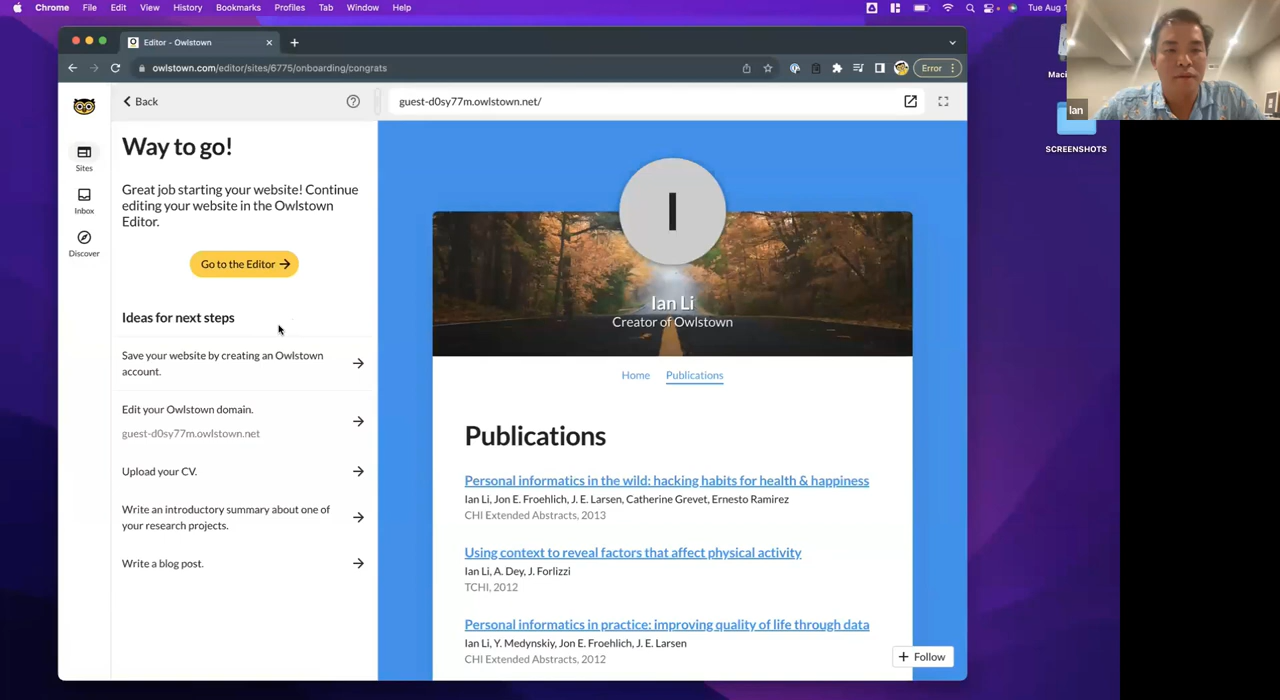 Chrome File Edit View History Bookmarks Profiles Tab Window Help
Tue Aug 1
Editor - Owlstown
owlstown.com/editor/sites/6775/onboarding/congrats
Error
Ian
Maci
SCREENSHOTS
Back
guest-d0sy77m.owlstown.net/
Sites
Inbox
Discover
Way to go!
Great job starting your website! Continue
editing your website in the Owlstown
Editor.
Go to the Editor
Ideas for next steps
Save your website by creating an Owlstown
account.
Edit your Owlstown domain.
guest-d0sy77m.owlstown.net
Upload your CV.
Write an introductory summary about one of
your research projects.
Write a blog post.
I
Ian Li
Creator of Owlstown
Home Publications
Publications
Personal informatics in the wild: hacking habits for health & happiness
Ian Li, Jon E. Froehlich, J. E. Larsen, Catherine Grevet, Ernesto Ramirez
CHI Extended Abstracts, 2013
Using context to reveal factors that affect physical activity
Ian Li, A. Dey, J. Forlizzi
TCHI, 2012
Personal informatics in practice: improving quality of life through data
Ian Li, Y. Medynskiy, Jon E. Froehlich, J. E. Larsen
CHI Extended Abstracts, 2012
+ Follow